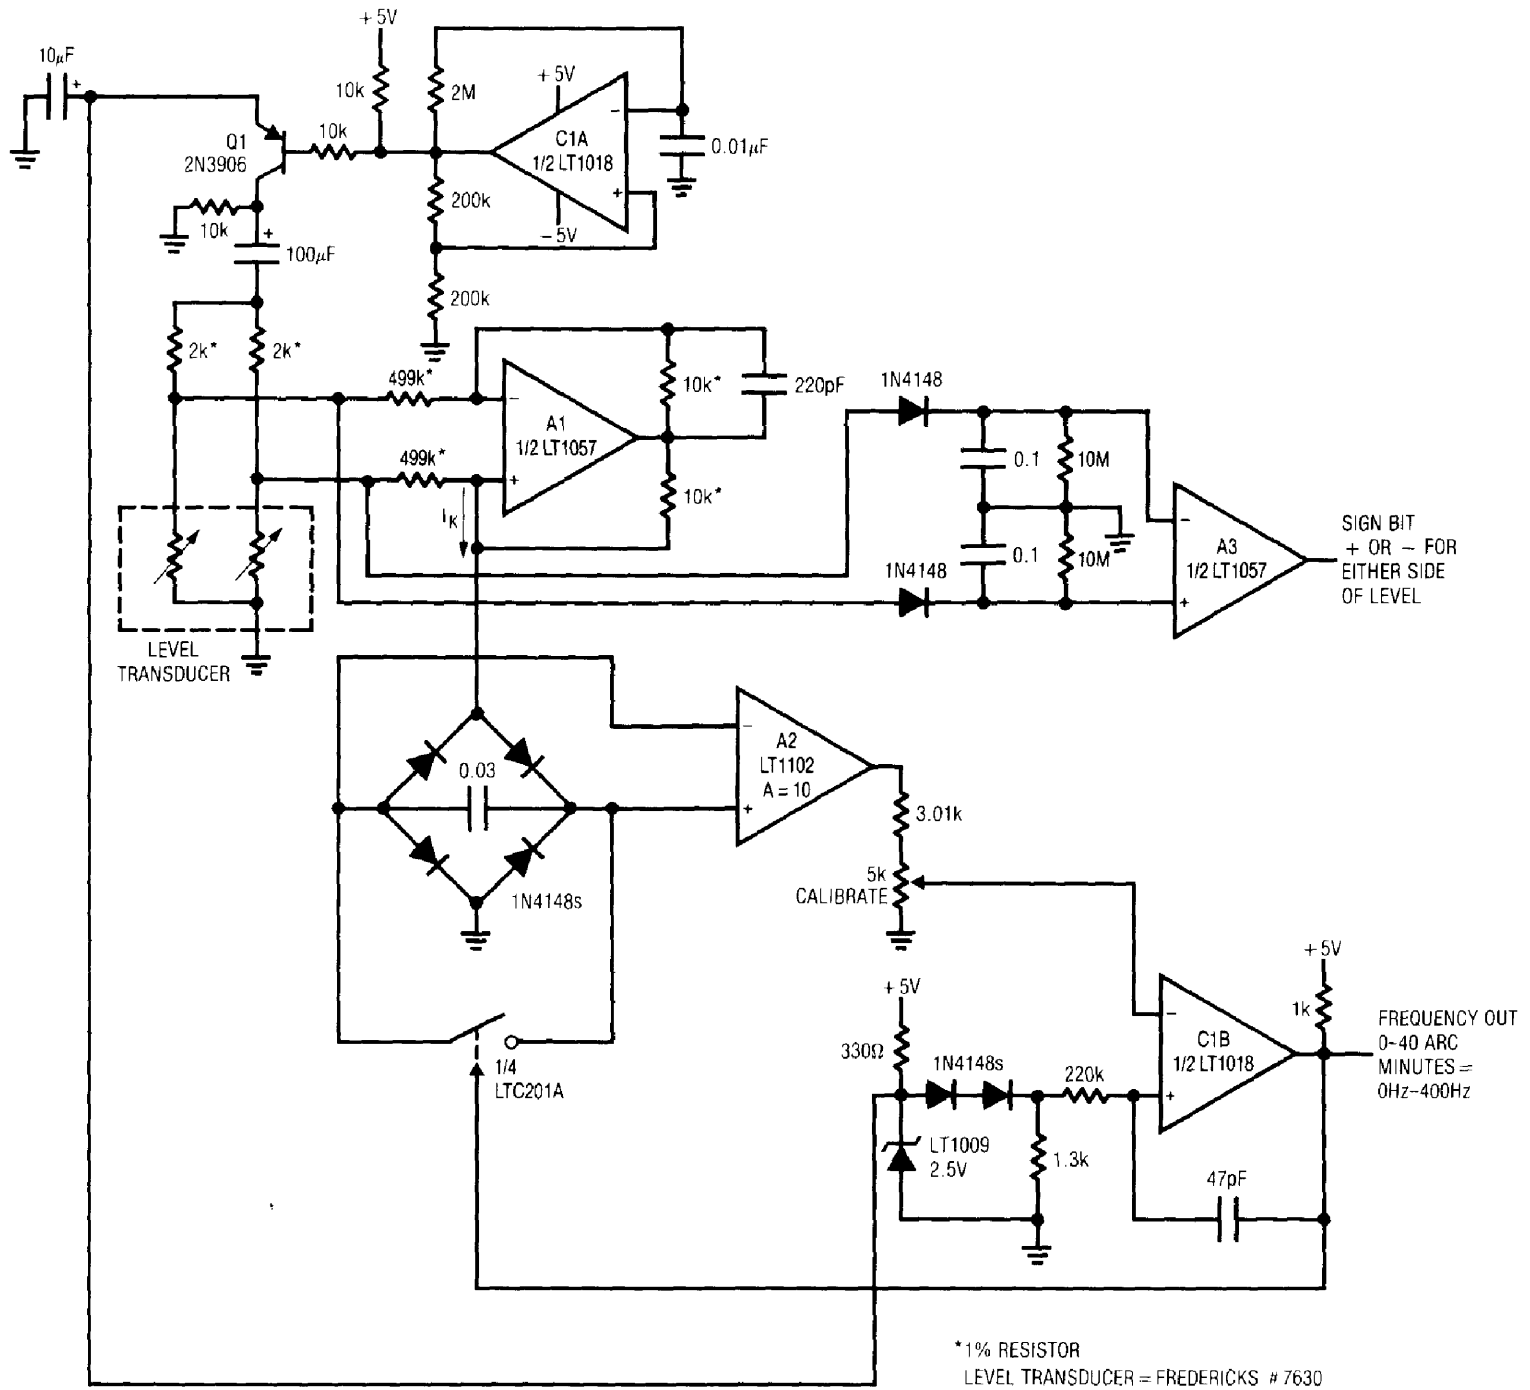 +5V
10µF
+
10k
2M
+5V
−
C1A
1/2 LT1018
+
−5V
0.01µF
Q1
2N3906
10k
200k
10k
+
100µF
200k
2k*
2k*
499k*
−
A1
1/2 LT1057
+
499k*
10k*
220pF
10k*
I_K
1N4148
0.1
10M
1N4148
0.1
10M
−
A3
1/2 LT1057
+
SIGN BIT
+ OR − FOR
EITHER SIDE
OF LEVEL
LEVEL
TRANSDUCER
0.03
1N4148s
−
A2
LT1102
A = 10
+
3.01k
5k
CALIBRATE
1/4
LTC201A
+5V
330Ω
1N4148s
220k
LT1009
2.5V
1.3k
47pF
−
C1B
1/2 LT1018
+
+5V
1k
FREQUENCY OUT
0-40 ARC
MINUTES =
0Hz-400Hz
*1% RESISTOR
LEVEL TRANSDUCER = FREDERICKS #7630